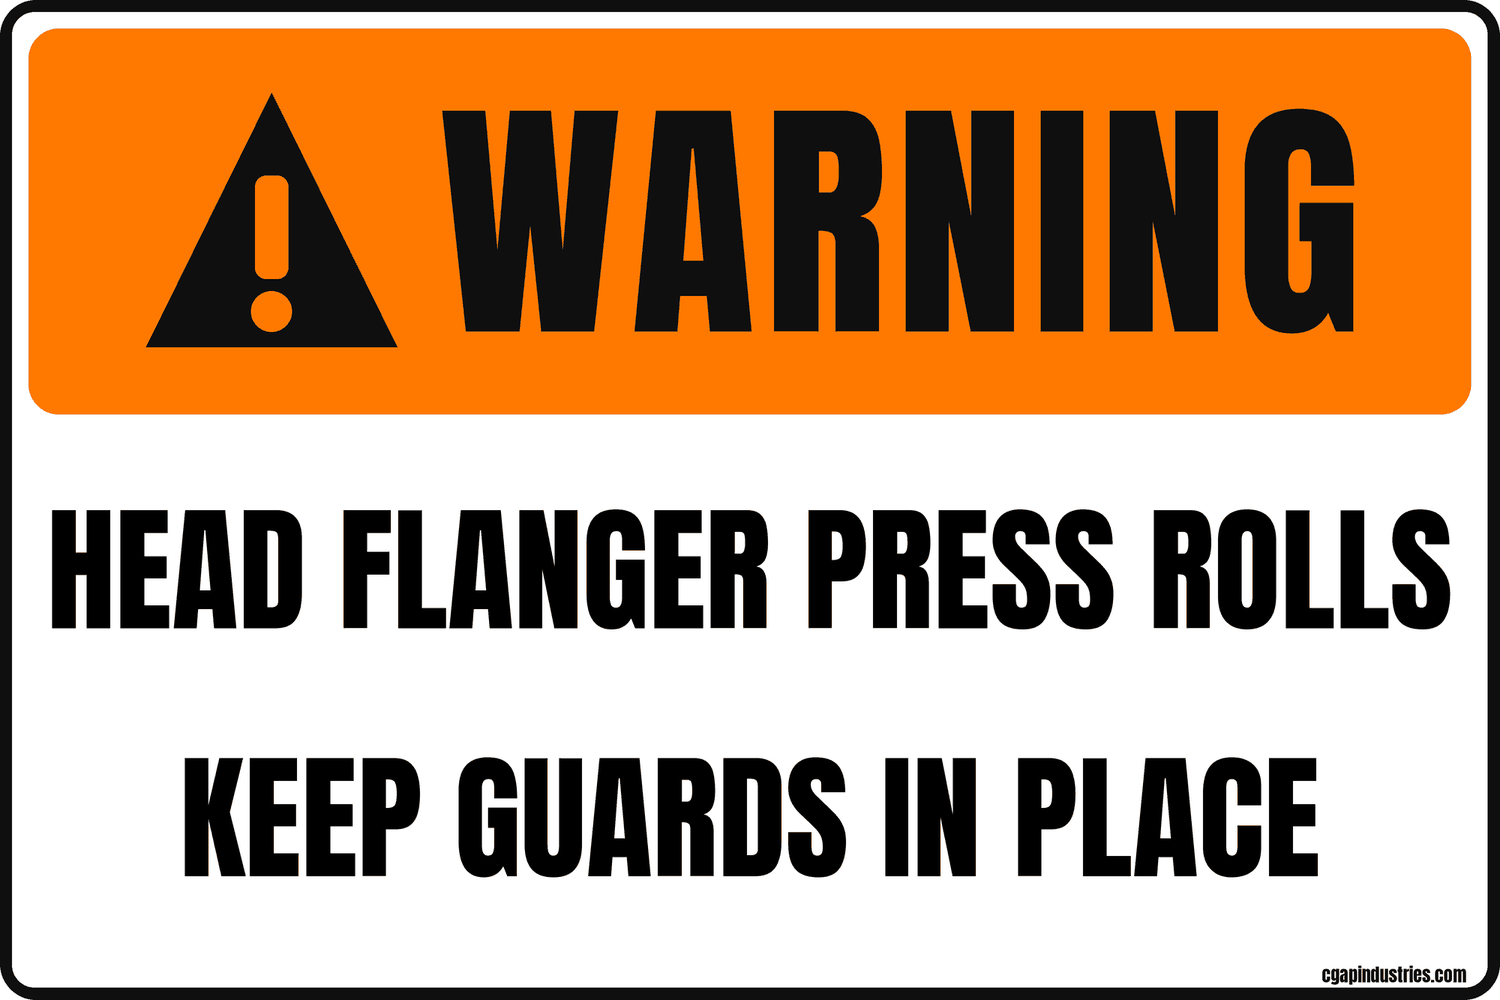 WARNING
HEAD FLANGER PRESS ROLLS
KEEP GUARDS IN PLACE
cgapindustries.com